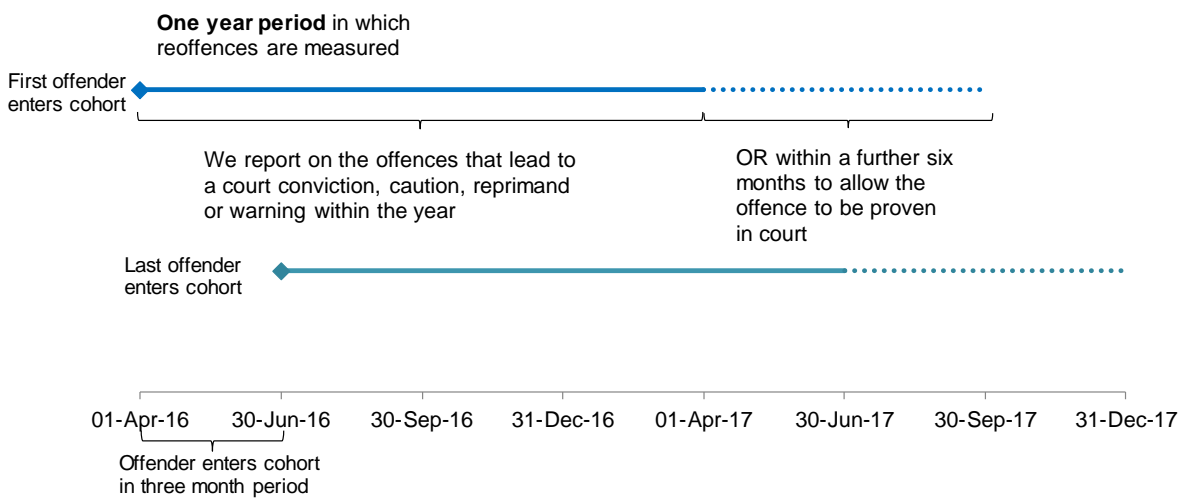 One year period in which
reoffences are measured
First offender
enters cohort
We report on the offences that lead to
a court conviction, caution, reprimand
or warning within the year
OR within a further six
months to allow the
offence to be proven
in court
Last offender
enters cohort
01-Apr-16 30-Jun-16 30-Sep-16 31-Dec-16 01-Apr-17 30-Jun-17 30-Sep-17 31-Dec-17
Offender enters cohort
in three month period